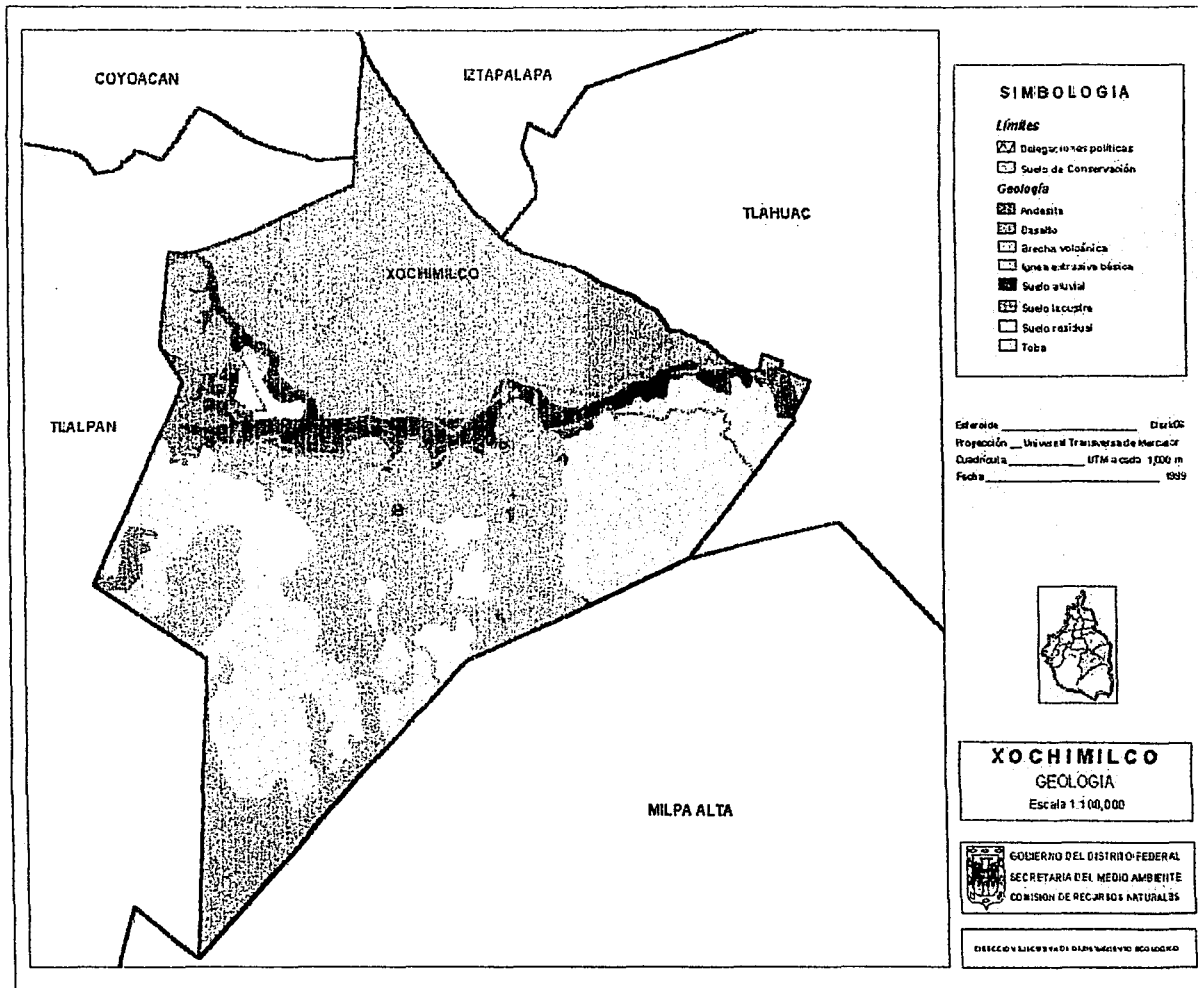 COYOACAN
IZTAPALAPA
TLAHUAC
XOCHIMILCO
TLALPAN
MILPA ALTA
SIMBOLOGIA
Límites
Delegaciones políticas
Suelo de Conservación
Geología
Andesita
Basalto
Brecha volcánica
Ignea extrusiva básica
Suelo aluvial
Suelo lacustre
Suelo residual
Toba
Esferoide
Proyección Universal Transversa de Mercator
Cuadrícula UTM a cada 1,000 m
Fecha 1999
XOCHIMILCO
GEOLOGIA
Escala 1:100,000
GOBIERNO DEL DISTRITO FEDERAL
SECRETARIA DEL MEDIO AMBIENTE
COMISION DE RECURSOS NATURALES